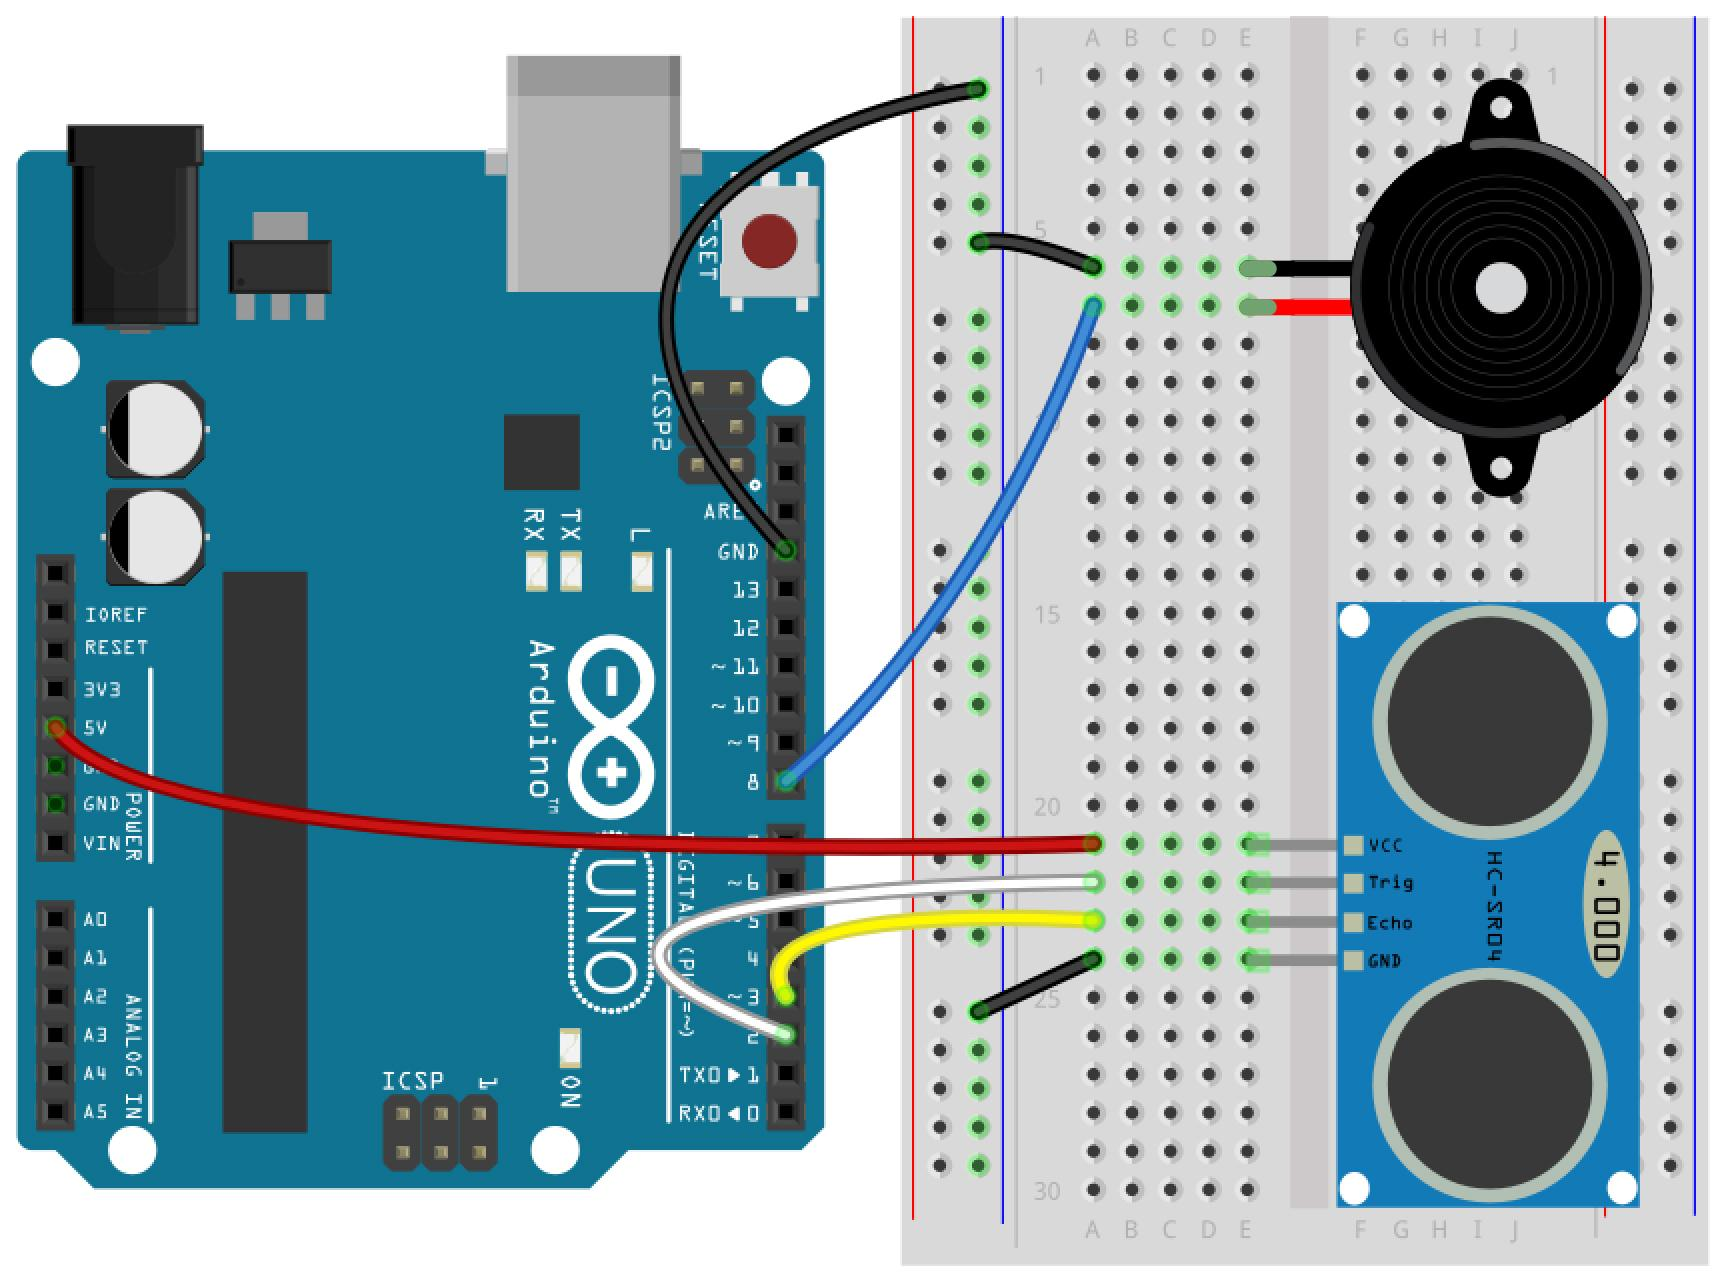 A B C D E F G H I J
1 1
5
15
20
25
30
A B C D E F G H I J
RESET
ICSP2
AREF
GND
13
12
~11
~10
~9
8
~6
5
4
~3
2
TX0▶1
RX0◀0
RX
TX
L
Arduino™
UNO
ON
ICSP
1
IOREF
RESET
3V3
5V
GND
VIN
POWER
A0
A1
A2
A3
A4
A5
ANALOG IN
VCC
Trig
Echo
GND
HC-SR04
4.000